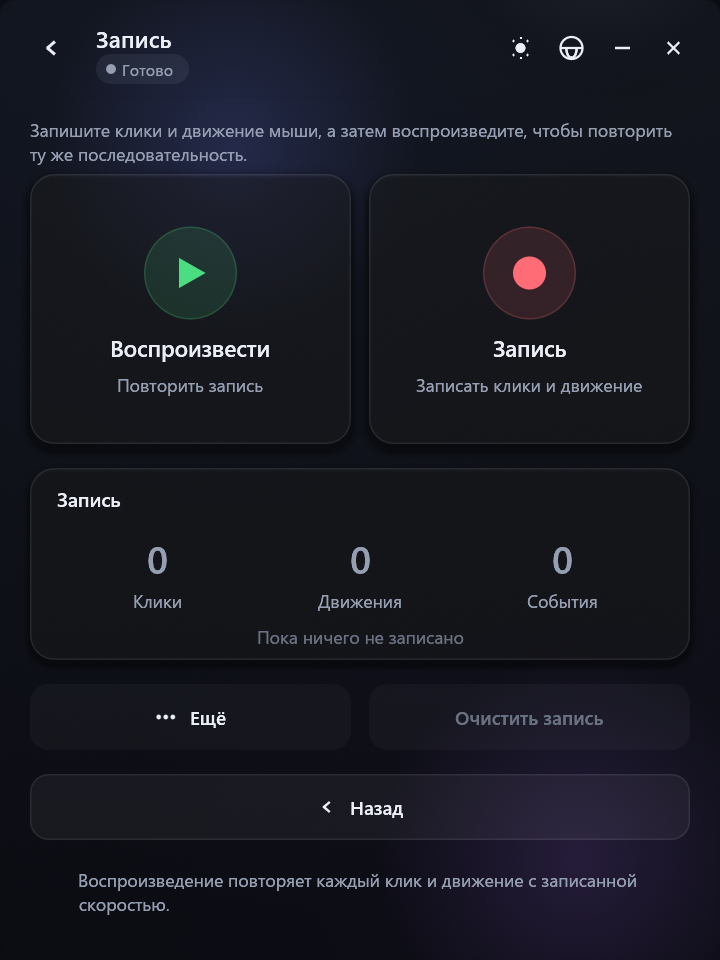 Запись
Готово
Запишите клики и движение мыши, а затем воспроизведите, чтобы повторить
ту же последовательность.
Воспроизвести
Повторить запись
Запись
Записать клики и движение
Запись
0 0 0
Клики Движения События
Пока ничего не записано
Ещё
Очистить запись
Назад
Воспроизведение повторяет каждый клик и движение с записанной
скоростью.